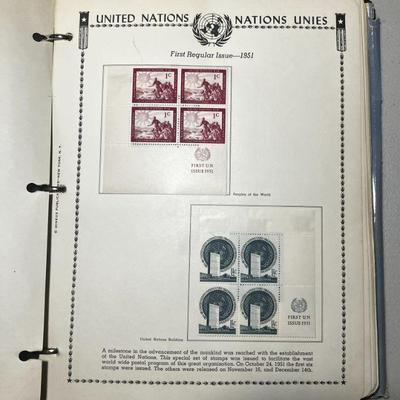 UNITED NATIONS NATIONS UNIES
First Regular Issue—1951
1c 1c
1c 1c
FIRST U N
ISSUE 1951
Peoples of the World
FIRST U N
ISSUE 1951
United Nations Building
A milestone in the advancement of the mankind was reached with the establishment
of the United Nations. This special set of stamps was issued to facilitate the vast
world wide postal program of this great organisation. On October 24, 1951 the first six
stamps were issued. The others were released on November 16, and December 14th.
PUBLICA
NEW YORK, N. Y.